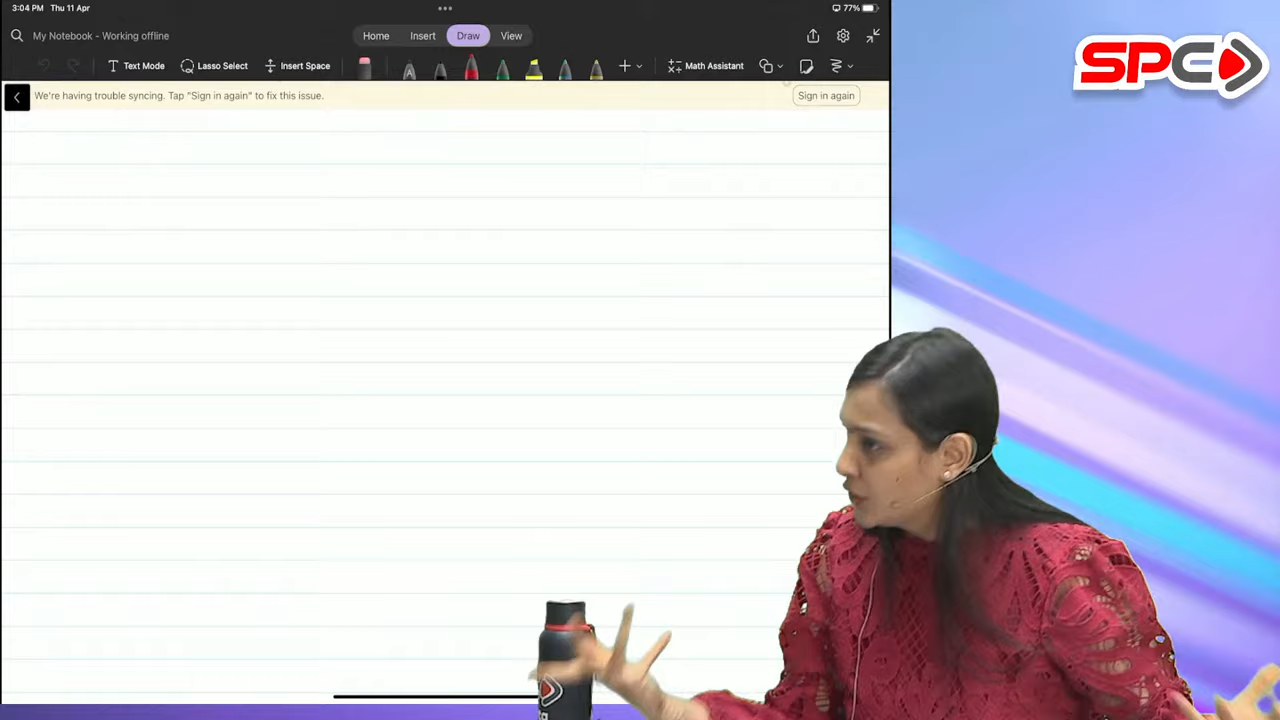 3:04 PM Thu 11 Apr
77%
My Notebook - Working offline
Home Insert Draw View
Text Mode
Lasso Select
Insert Space
Math Assistant
We're having trouble syncing. Tap "Sign in again" to fix this issue.
Sign in again
SPC